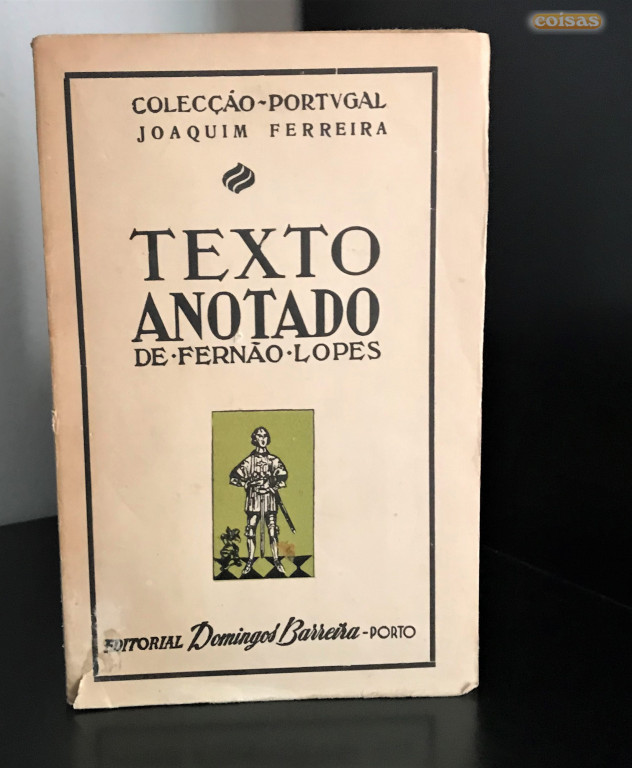 coisas
COLECÇÃO~PORTVGAL
JOAQUIM FERREIRA
TEXTO
ANOTADO
DE·FERNÃO·LOPES
EDITORIAL Domingos Barreira-PORTO